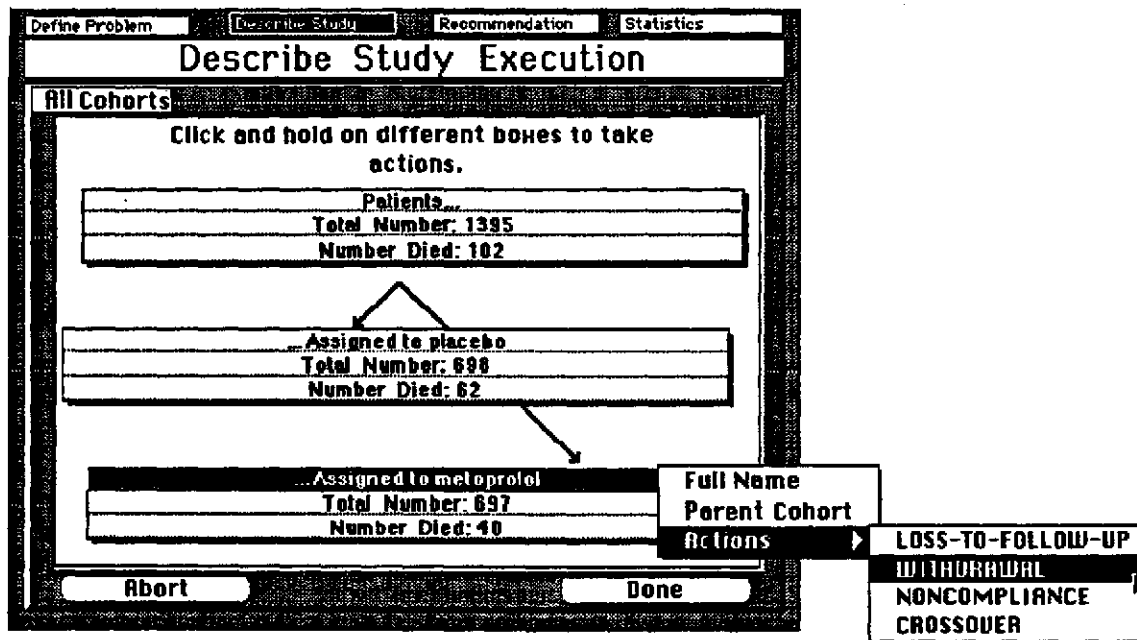 Define Problem
Describe Study
Recommendation
Statistics
Describe Study Execution
All Cohorts
Click and hold on different boxes to take
actions.
Patients...
Total Number: 1395
Number Died: 102
...Assigned to placebo
Total Number: 698
Number Died: 62
...Assigned to metoprolol
Total Number: 697
Number Died: 40
Full Name
Parent Cohort
Actions
LOSS-TO-FOLLOW-UP
WITHDRAWAL
NONCOMPLIANCE
CROSSOVER
Abort
Done